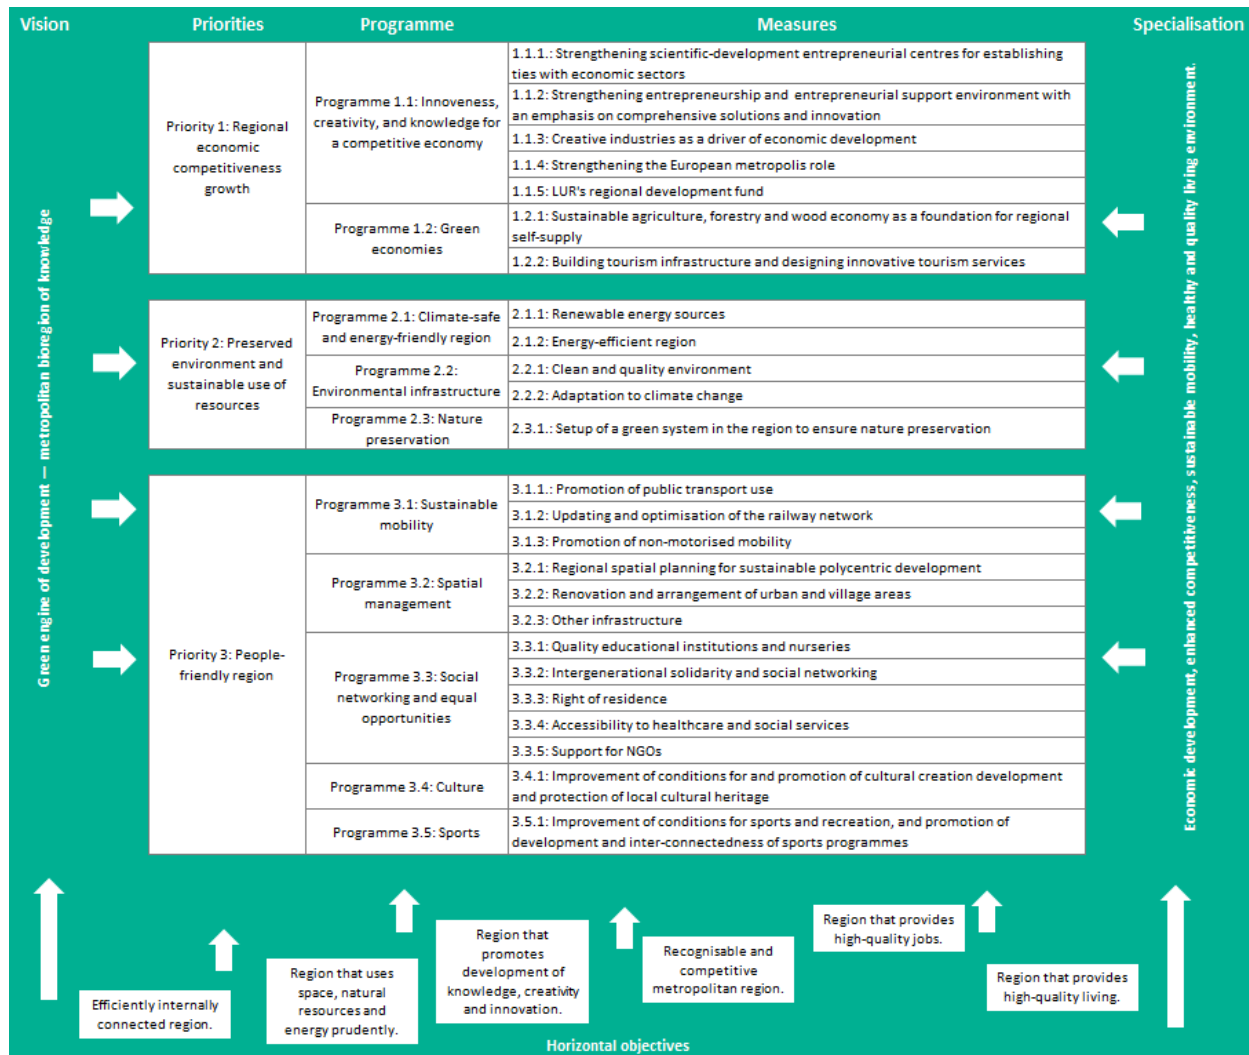 Vision
Priorities
Programme
Measures
Specialisation
Green engine of development — metropolitan bioregion of knowledge
Priority 1: Regional
economic
competitiveness
growth
Programme 1.1: Innoveness,
creativity, and knowledge for
a competitive economy
1.1.1.: Strengthening scientific-development entrepreneurial centres for establishing
ties with economic sectors
1.1.2: Strengthening entrepreneurship and entrepreneurial support environment with
an emphasis on comprehensive solutions and innovation
1.1.3: Creative industries as a driver of economic development
1.1.4: Strengthening the European metropolis role
1.1.5: LUR's regional development fund
Programme 1.2: Green
economies
1.2.1: Sustainable agriculture, forestry and wood economy as a foundation for regional
self-supply
1.2.2: Building tourism infrastructure and designing innovative tourism services
Priority 2: Preserved
environment and
sustainable use of
resources
Programme 2.1: Climate-safe
and energy-friendly region
2.1.1: Renewable energy sources
2.1.2: Energy-efficient region
Programme 2.2:
Environmental infrastructure
2.2.1: Clean and quality environment
2.2.2: Adaptation to climate change
Programme 2.3: Nature
preservation
2.3.1.: Setup of a green system in the region to ensure nature preservation
Priority 3: People-
friendly region
Programme 3.1: Sustainable
mobility
3.1.1.: Promotion of public transport use
3.1.2: Updating and optimisation of the railway network
3.1.3: Promotion of non-motorised mobility
Programme 3.2: Spatial
management
3.2.1: Regional spatial planning for sustainable polycentric development
3.2.2: Renovation and arrangement of urban and village areas
3.2.3: Other infrastructure
Programme 3.3: Social
networking and equal
opportunities
3.3.1: Quality educational institutions and nurseries
3.3.2: Intergenerational solidarity and social networking
3.3.3: Right of residence
3.3.4: Accessibility to healthcare and social services
3.3.5: Support for NGOs
Programme 3.4: Culture
3.4.1: Improvement of conditions for and promotion of cultural creation development
and protection of local cultural heritage
Programme 3.5: Sports
3.5.1: Improvement of conditions for sports and recreation, and promotion of
development and inter-connectedness of sports programmes
Economic development, enhanced competitiveness, sustainable mobility, healthy and quality living environment.
Efficiently internally
connected region.
Region that uses
space, natural
resources and
energy prudently.
Region that
promotes
development of
knowledge, creativity
and innovation.
Recognisable and
competitive
metropolitan region.
Region that provides
high-quality jobs.
Region that provides
high-quality living.
Horizontal objectives